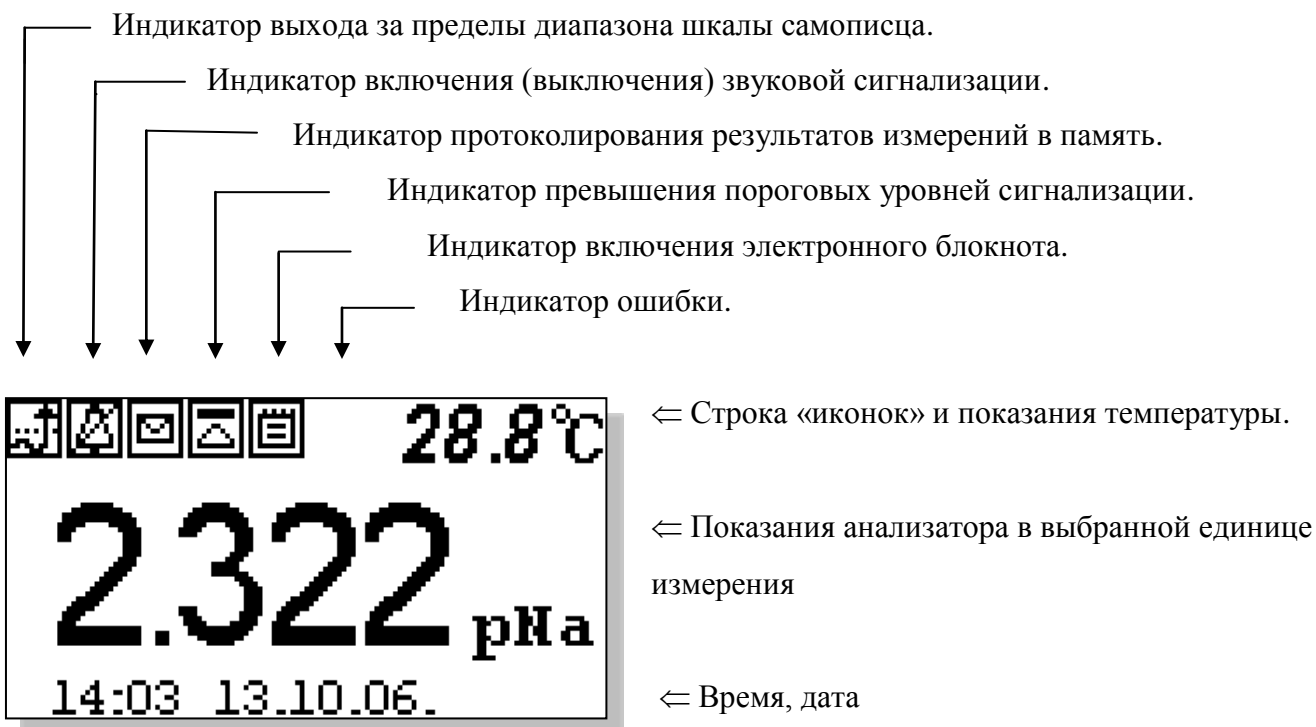 Индикатор выхода за пределы диапазона шкалы самописца.
Индикатор включения (выключения) звуковой сигнализации.
Индикатор протоколирования результатов измерений в память.
Индикатор превышения пороговых уровней сигнализации.
Индикатор включения электронного блокнота.
Индикатор ошибки.
28.8°C
⇐ Строка «иконок» и показания температуры.
2.322 pNa
⇐ Показания анализатора в выбранной единице
измерения
14:03 13.10.06.
⇐ Время, дата